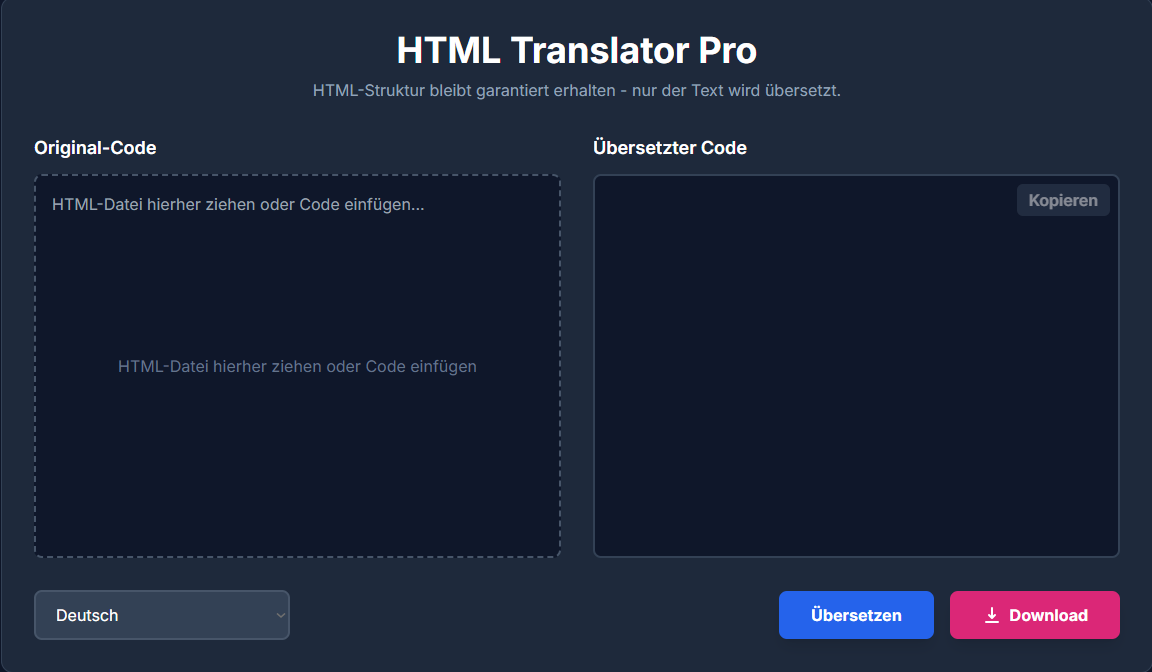 HTML Translator Pro
HTML-Struktur bleibt garantiert erhalten - nur der Text wird übersetzt.
Original-Code
HTML-Datei hierher ziehen oder Code einfügen...
HTML-Datei hierher ziehen oder Code einfügen
Übersetzter Code
Kopieren
Deutsch
Übersetzen
Download